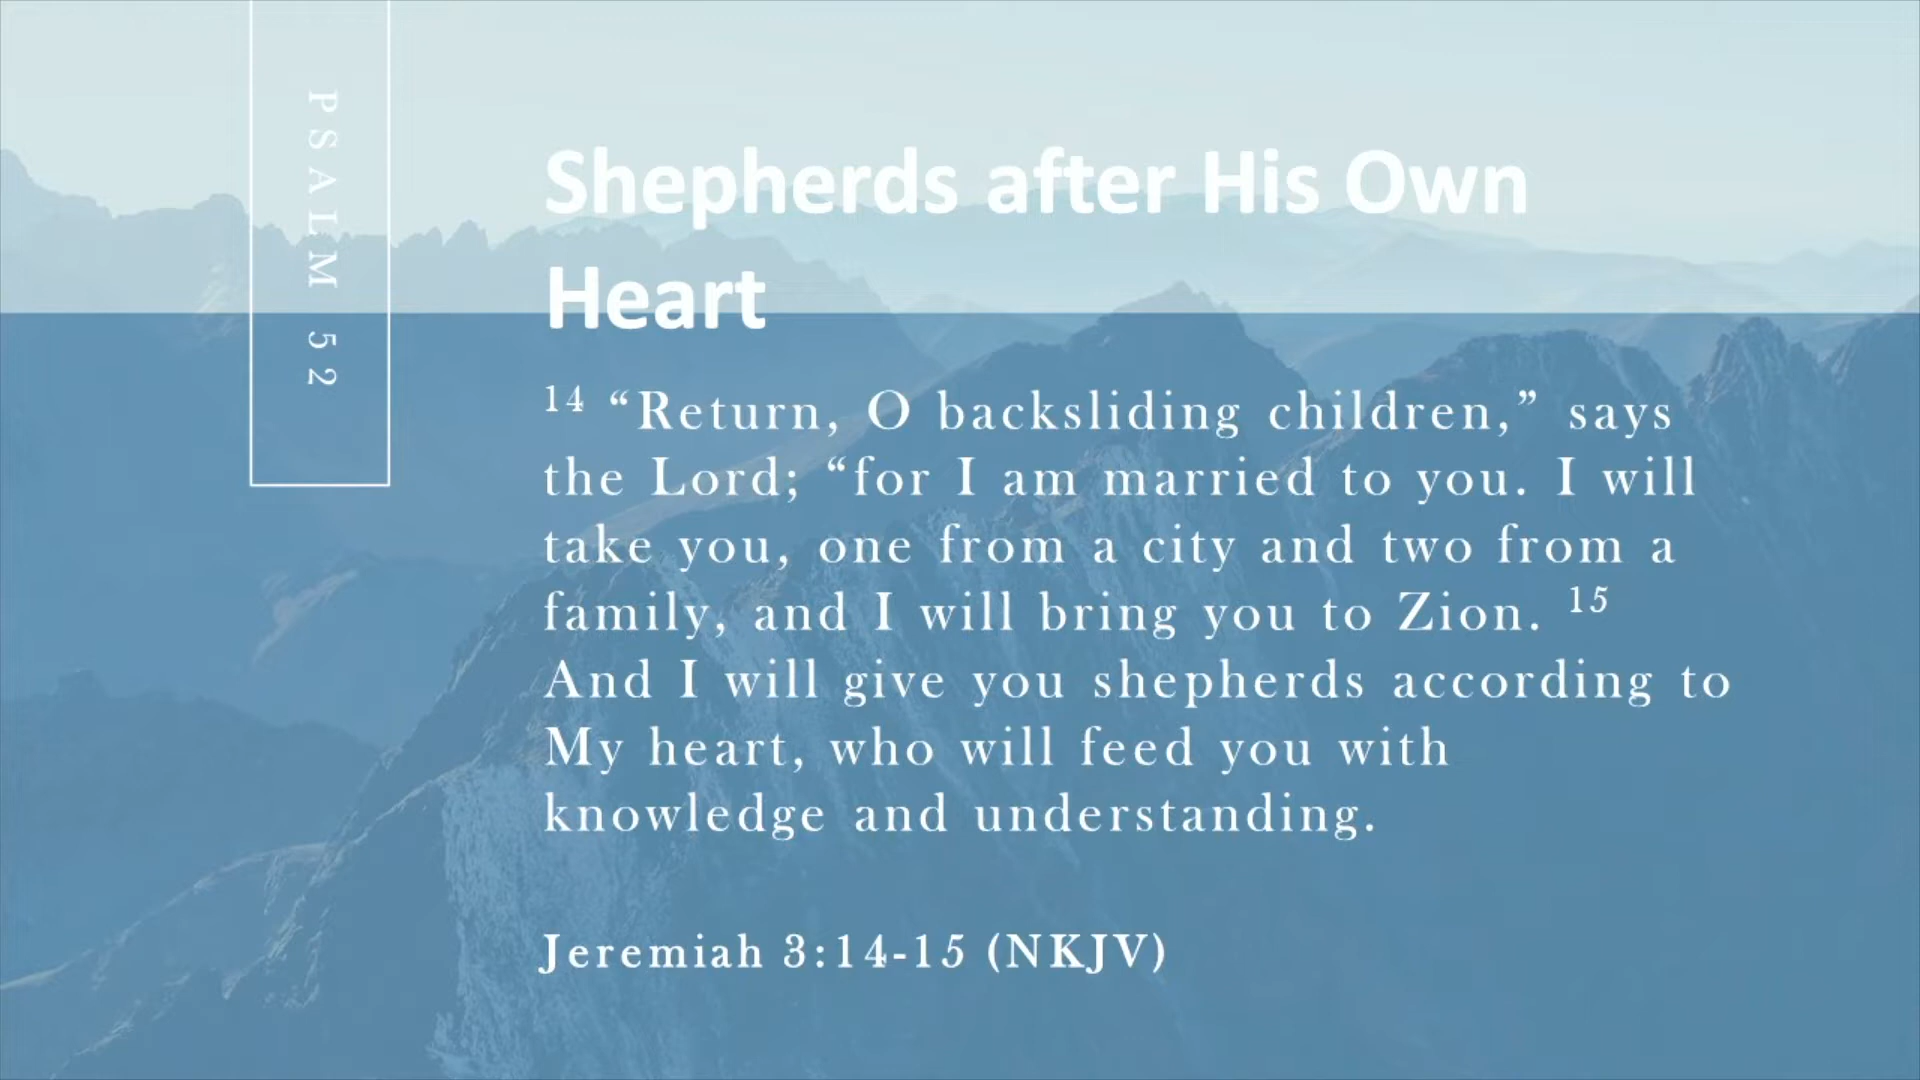 PSALM 52
Shepherds after His Own
Heart
14 “Return, O backsliding children,” says
the Lord; “for I am married to you. I will
take you, one from a city and two from a
family, and I will bring you to Zion. 15
And I will give you shepherds according to
My heart, who will feed you with
knowledge and understanding.
Jeremiah 3:14-15 (NKJV)